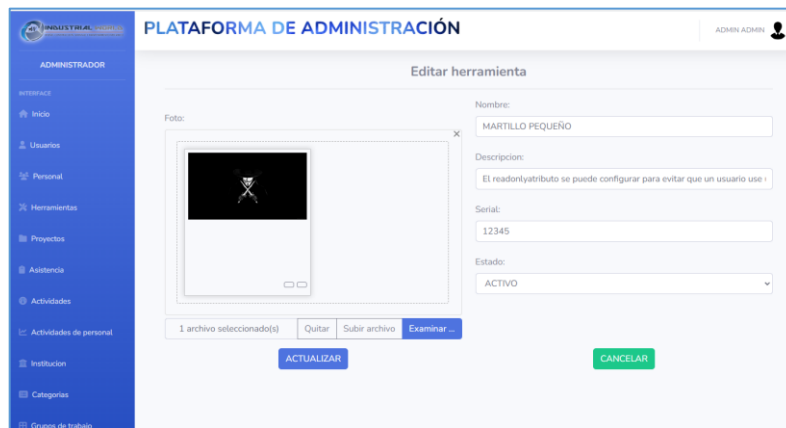 INDUSTRIAL
PLATAFORMA DE ADMINISTRACIÓN
ADMIN ADMIN
ADMINISTRADOR
INTERFACE
Inicio
Usuarios
Personal
Herramientas
Proyectos
Asistencia
Actividades
Actividades de personal
Institucion
Categorias
Grupos de trabajo
Editar herramienta
Foto:
1 archivo seleccionado(s)
Quitar
Subir archivo
Examinar ...
Nombre:
MARTILLO PEQUEÑO
Descripcion:
El readonlyatributo se puede configurar para evitar que un usuario use
Serial:
12345
Estado:
ACTIVO
ACTUALIZAR
CANCELAR